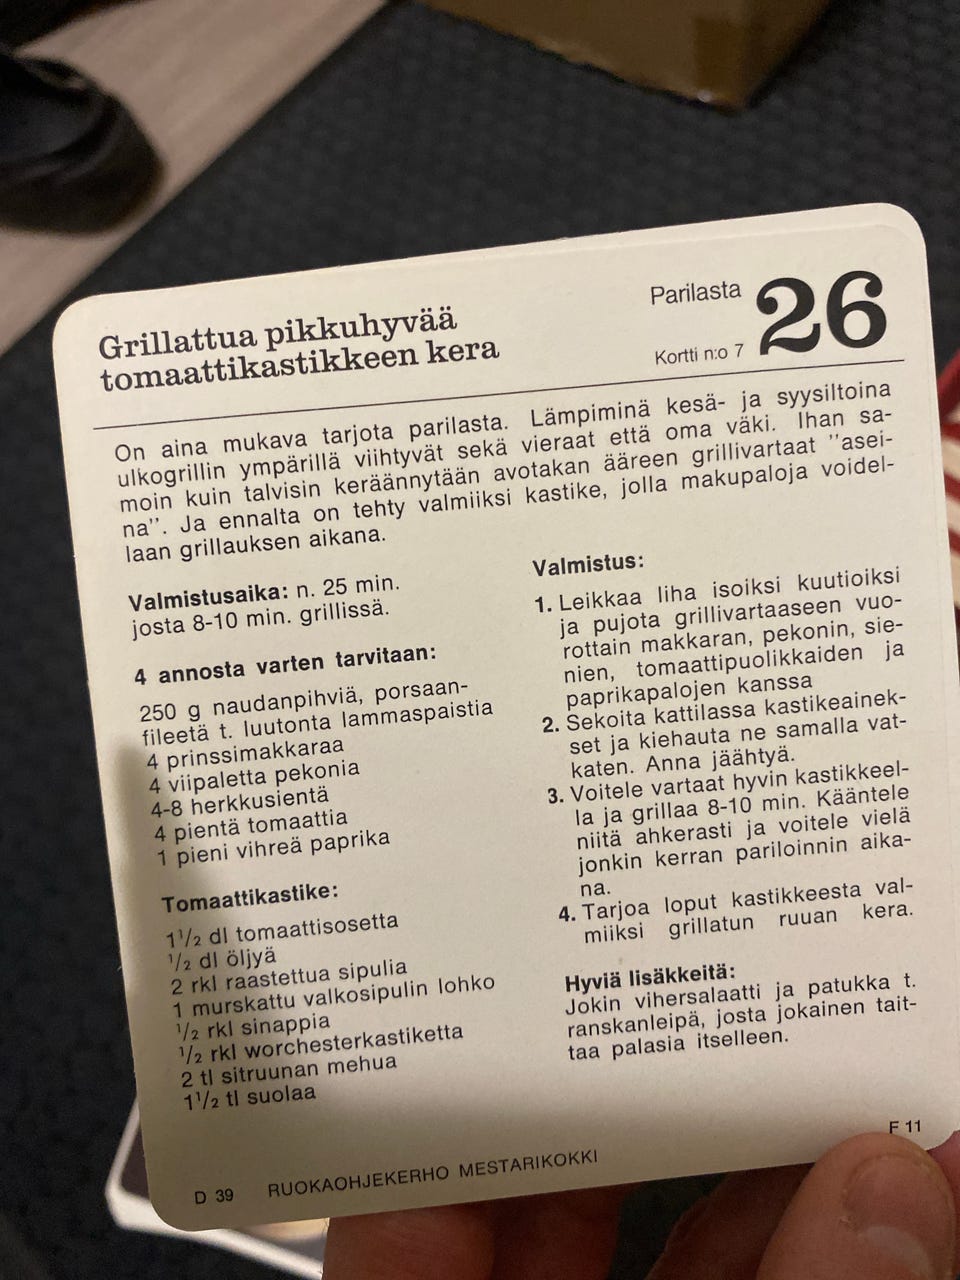 Grillattua pikkuhyvää
tomaattikastikkeen kera
Parilasta
26
Kortti n:o 7
On aina mukava tarjota parilasta. Lämpiminä kesä- ja syysiltoina
ulkogrillin ympärillä viihtyvät sekä vieraat että oma väki. Ihan sa-
moin kuin talvisin keräännytään avotakan ääreen grillivartaat "asei-
na". Ja ennalta on tehty valmiiksi kastike, jolla makupaloja voidel-
laan grillauksen aikana.
Valmistusaika: n. 25 min.
josta 8-10 min. grillissä.
4 annosta varten tarvitaan:
250 g naudanpihviä, porsaan-
fileetä t. luutonta lammaspaistia
4 prinssimakkaraa
4 viipaletta pekonia
4-8 herkkusientä
4 pientä tomaattia
1 pieni vihreä paprika
Tomaattikastike:
1½ dl tomaattisosetta
½ dl öljyä
2 rkl raastettua sipulia
1 murskattu valkosipulin lohko
½ rkl sinappia
½ rkl worchesterkastiketta
2 tl sitruunan mehua
1½ tl suolaa
Valmistus:
1. Leikkaa liha isoiksi kuutioiksi
ja pujota grillivartaaseen vuo-
rottain makkaran, pekonin, sie-
nien, tomaattipuolikkaiden ja
paprikapalojen kanssa
2. Sekoita kattilassa kastikeainek-
set ja kiehauta ne samalla vat-
katen. Anna jäähtyä.
3. Voitele vartaat hyvin kastikkeel-
la ja grillaa 8-10 min. Kääntele
niitä ahkerasti ja voitele vielä
jonkin kerran pariloinnin aika-
na.
4. Tarjoa loput kastikkeesta val-
miiksi grillatun ruuan kera.
Hyviä lisäkkeitä:
Jokin vihersalaatti ja patukka t.
ranskanleipä, josta jokainen tait-
taa palasia itselleen.
F 11
D 39 RUOKAOHJEKERHO MESTARIKOKKI